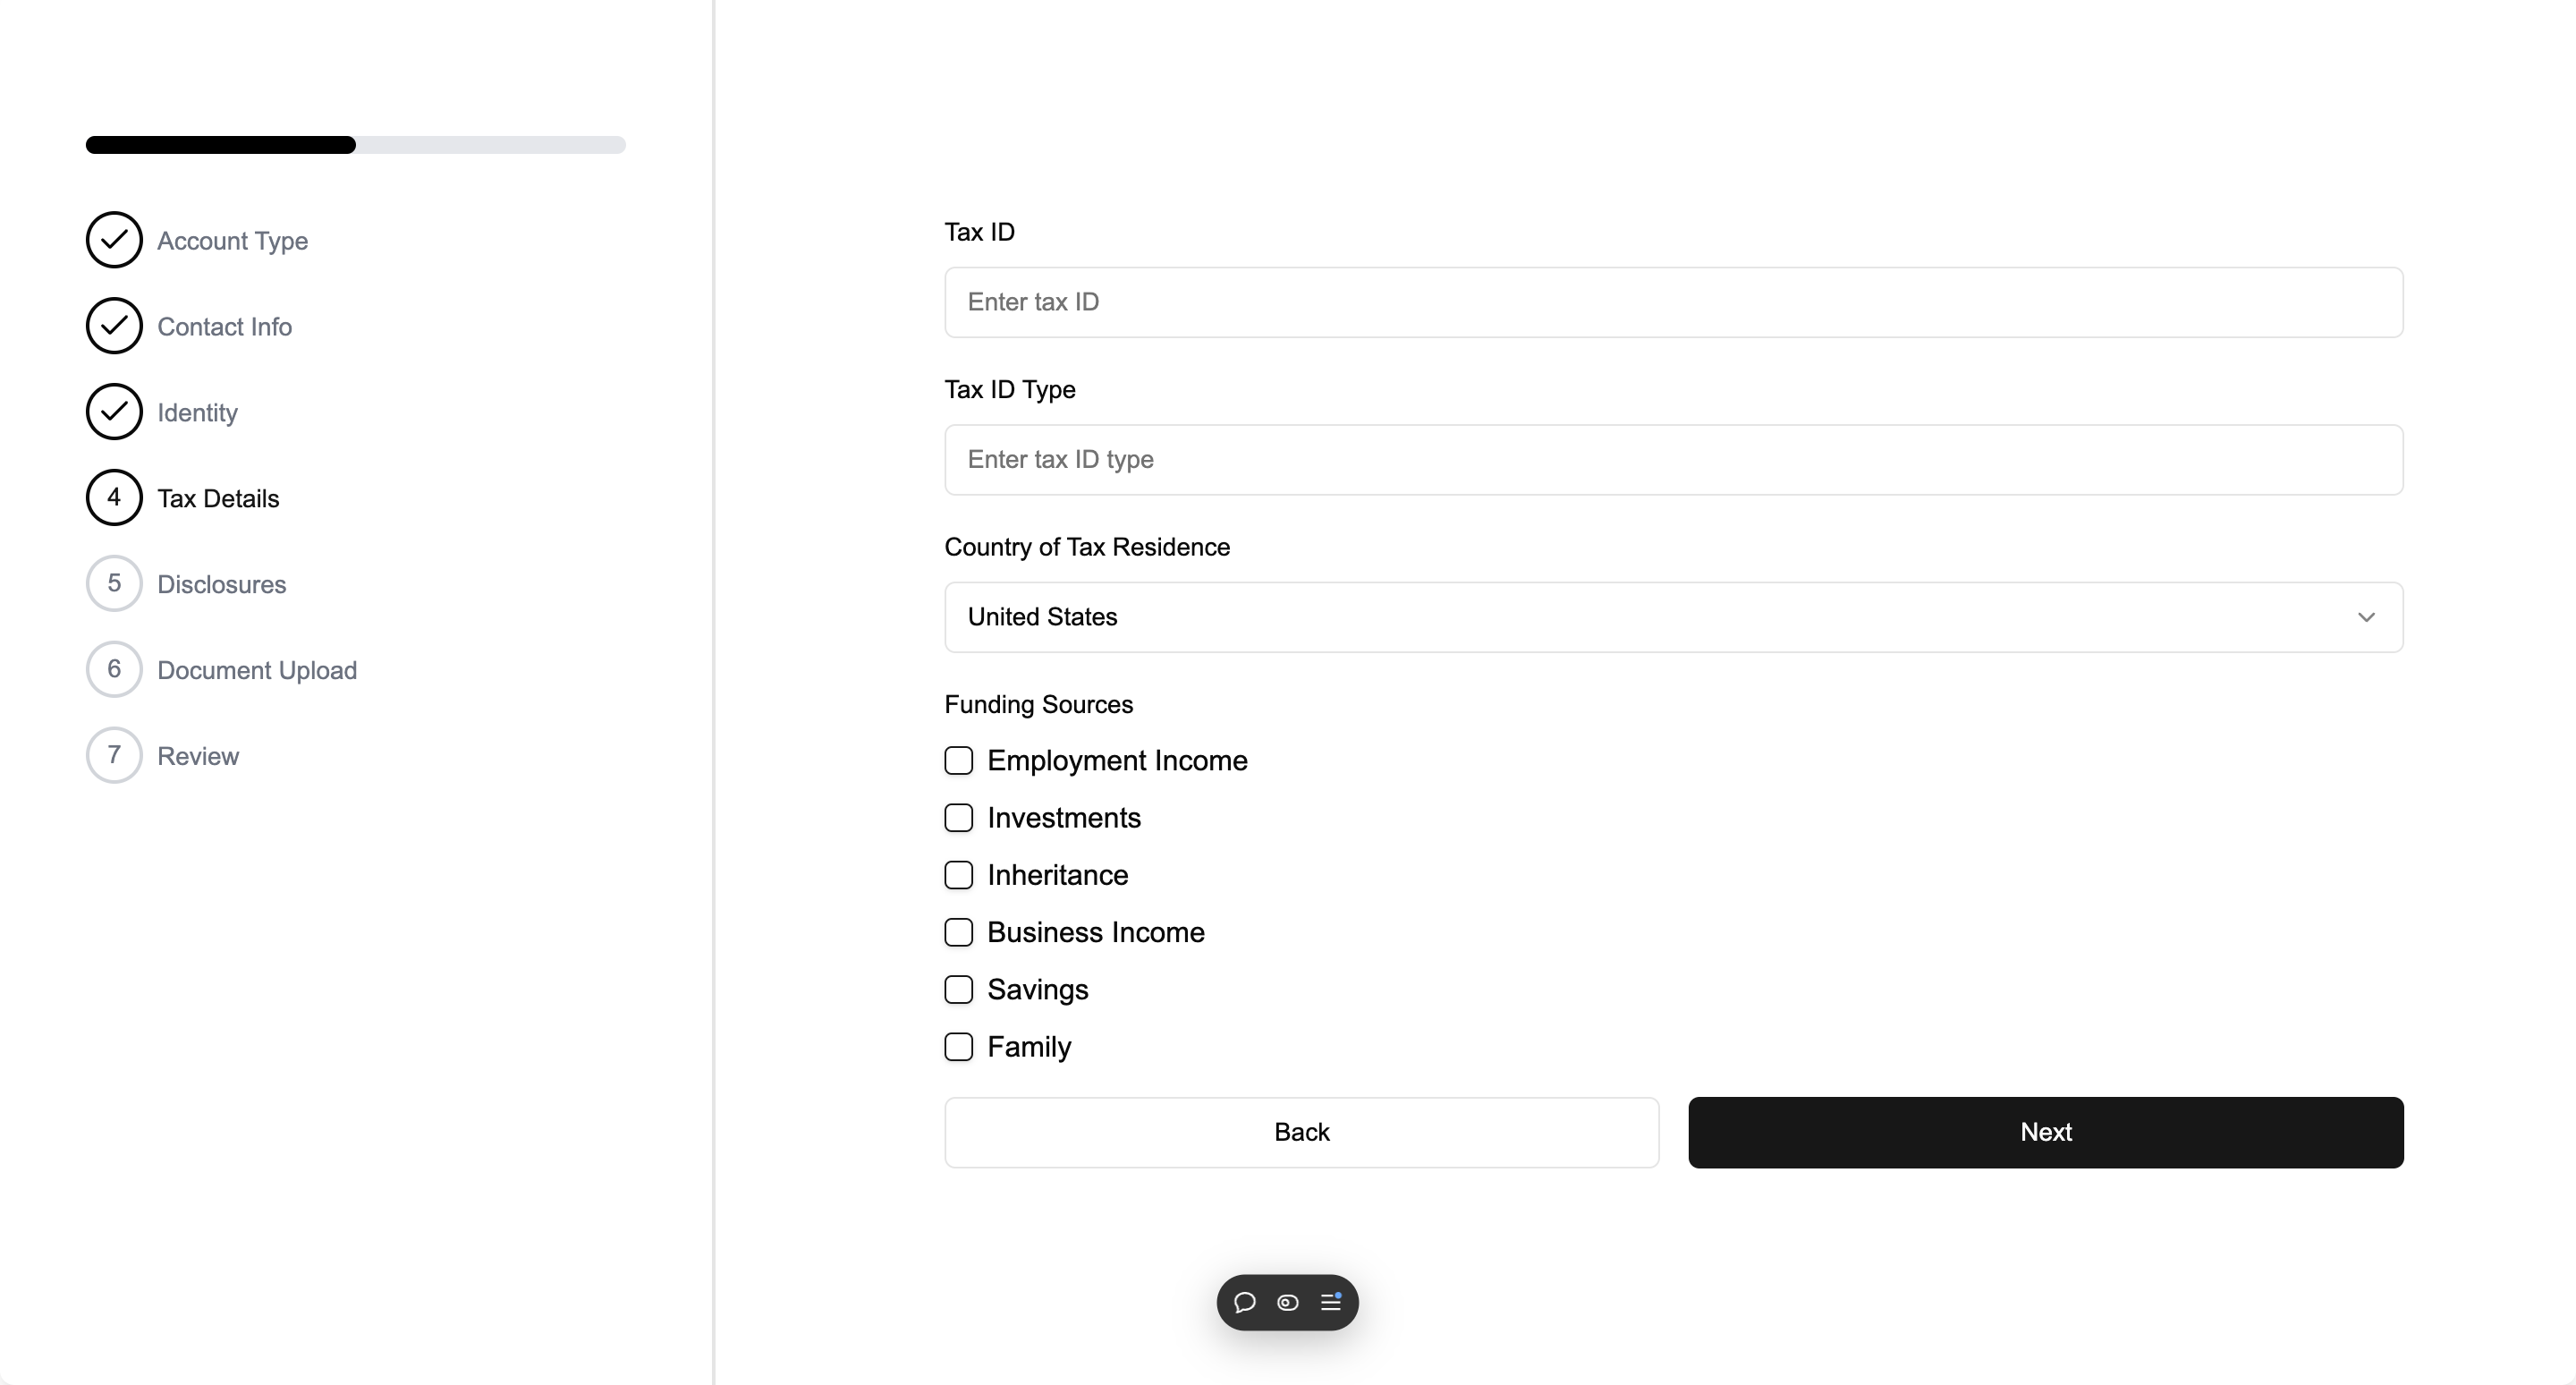 Account Type
Contact Info
Identity
4 Tax Details
5 Disclosures
6 Document Upload
7 Review
Tax ID
Enter tax ID
Tax ID Type
Enter tax ID type
Country of Tax Residence
United States
Funding Sources
Employment Income
Investments
Inheritance
Business Income
Savings
Family
Back Next